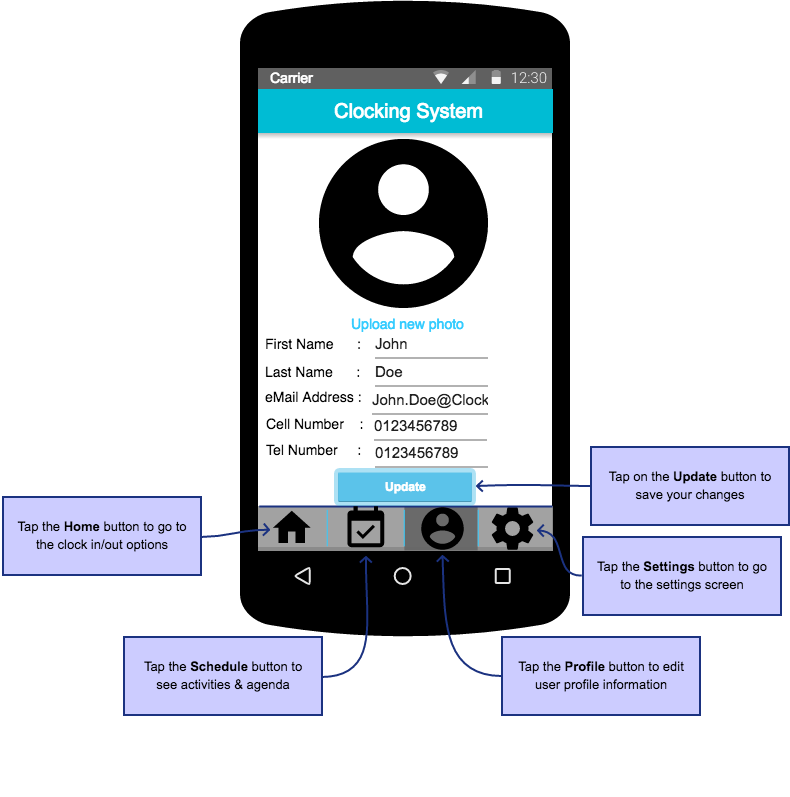 Carrier 12:30
Clocking System
Upload new photo
First Name : John
Last Name : Doe
eMail Address : John.Doe@Clock
Cell Number : 0123456789
Tel Number : 0123456789
Update
Tap on the Update button to
save your changes
Tap the Home button to go to
the clock in/out options
Tap the Settings button to go
to the settings screen
Tap the Schedule button to
see activities & agenda
Tap the Profile button to edit
user profile information